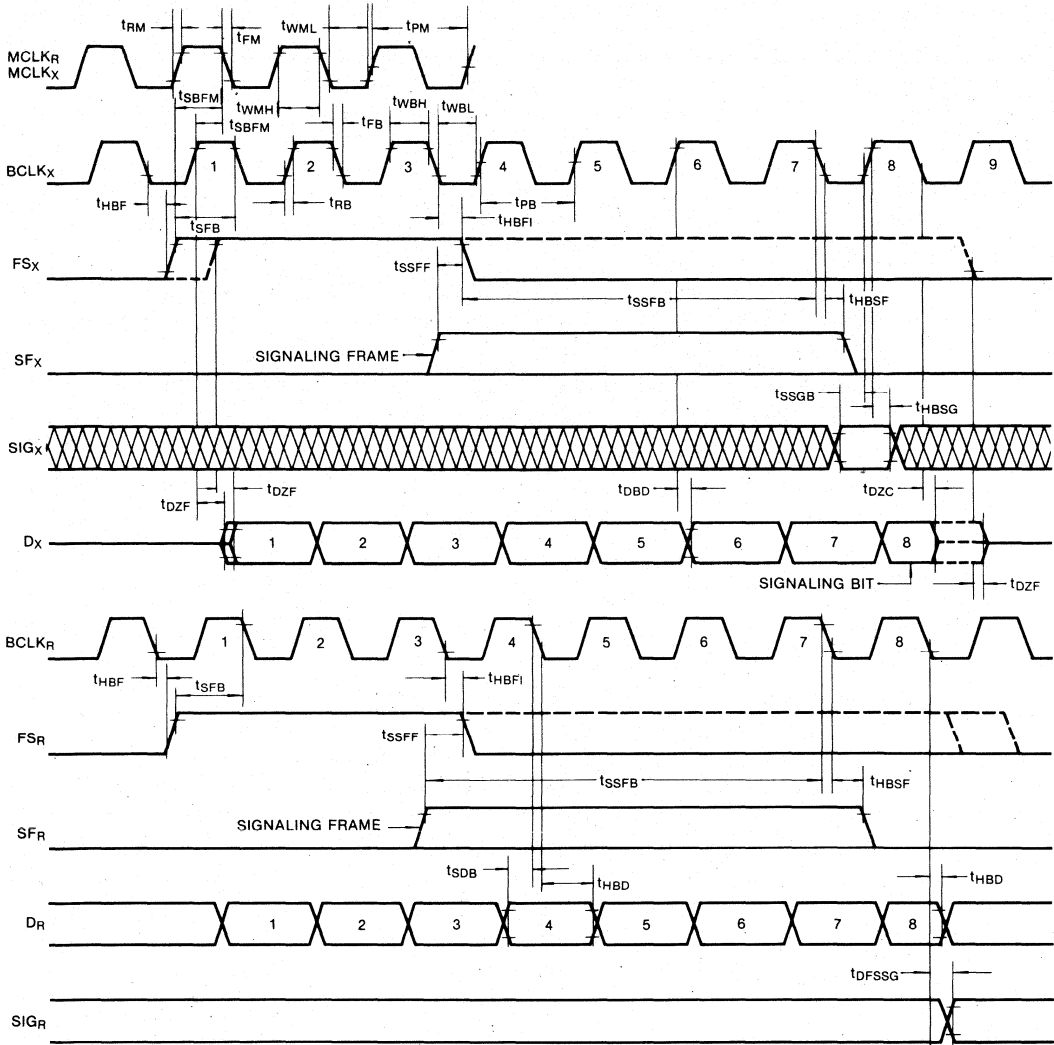 tRM tFM tWML tPM
MCLKR
MCLKX
tSBFM tWMH tFB tWBH tWBL
tSBFM
BCLKX 1 2 3 4 5 6 7 8 9
tHBF tSFB tRB tPB tHBFI
FSX
tSSFF
tSSFB tHBSF
SFX SIGNALING FRAME
tSSGB tHBSG
SIGX
tDZF tDZF tDBD tDZC
DX 1 2 3 4 5 6 7 8
SIGNALING BIT tDZF
BCLKR 1 2 3 4 5 6 7 8
tHBF tSFB tHBFI
FSR
tSSFF
tSSFB tHBSF
SFR SIGNALING FRAME
tSDB tHBD tHBD
DR 1 2 3 4 5 6 7 8
tDFSSG
SIGR